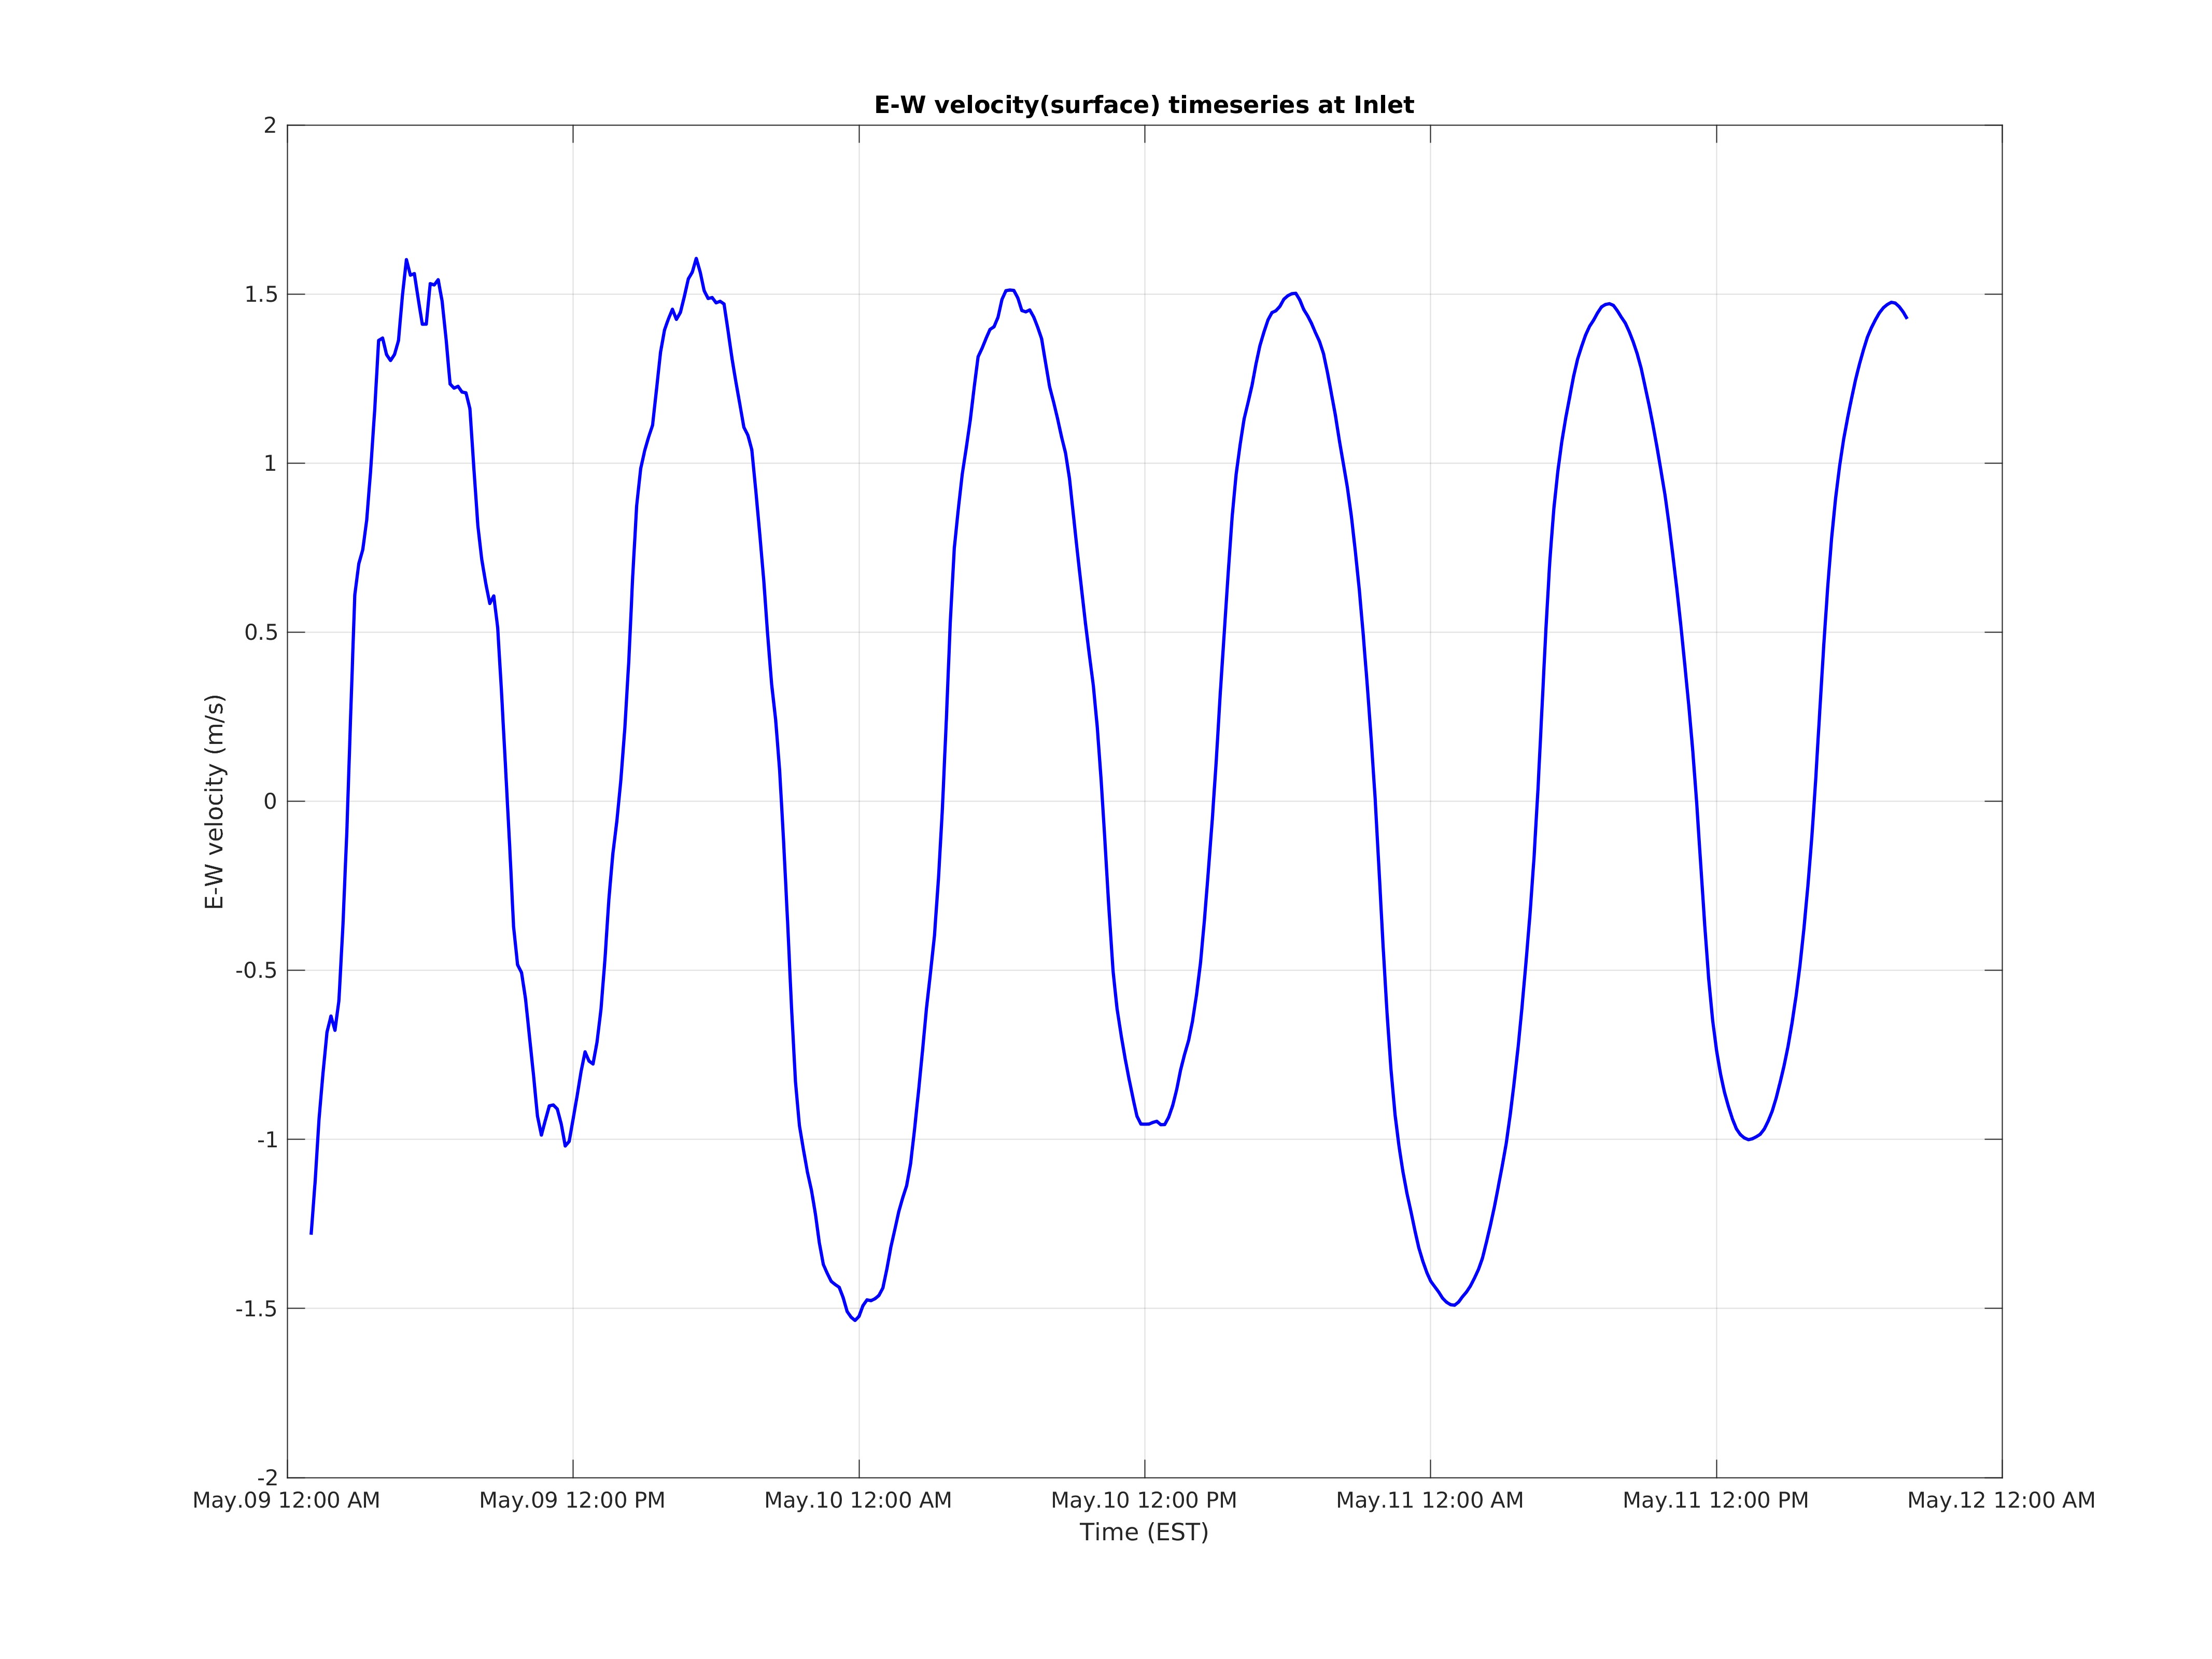 E-W velocity(surface) timeseries at Inlet
2
1.5
1
0.5
0
-0.5
-1
-1.5
-2
E-W velocity (m/s)
May.09 12:00 AM May.09 12:00 PM May.10 12:00 AM May.10 12:00 PM May.11 12:00 AM May.11 12:00 PM May.12 12:00 AM
Time (EST)